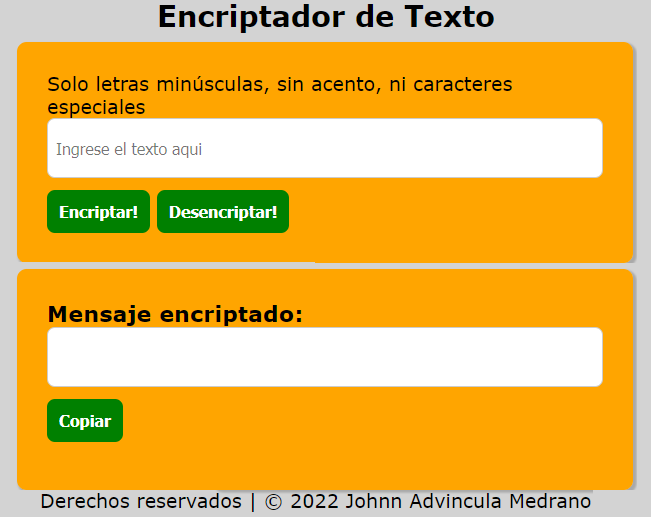 Encriptador de Texto
Solo letras minúsculas, sin acento, ni caracteres
especiales
Ingrese el texto aqui
Encriptar! Desencriptar!
Mensaje encriptado:
Copiar
Derechos reservados | © 2022 Johnn Advincula Medrano